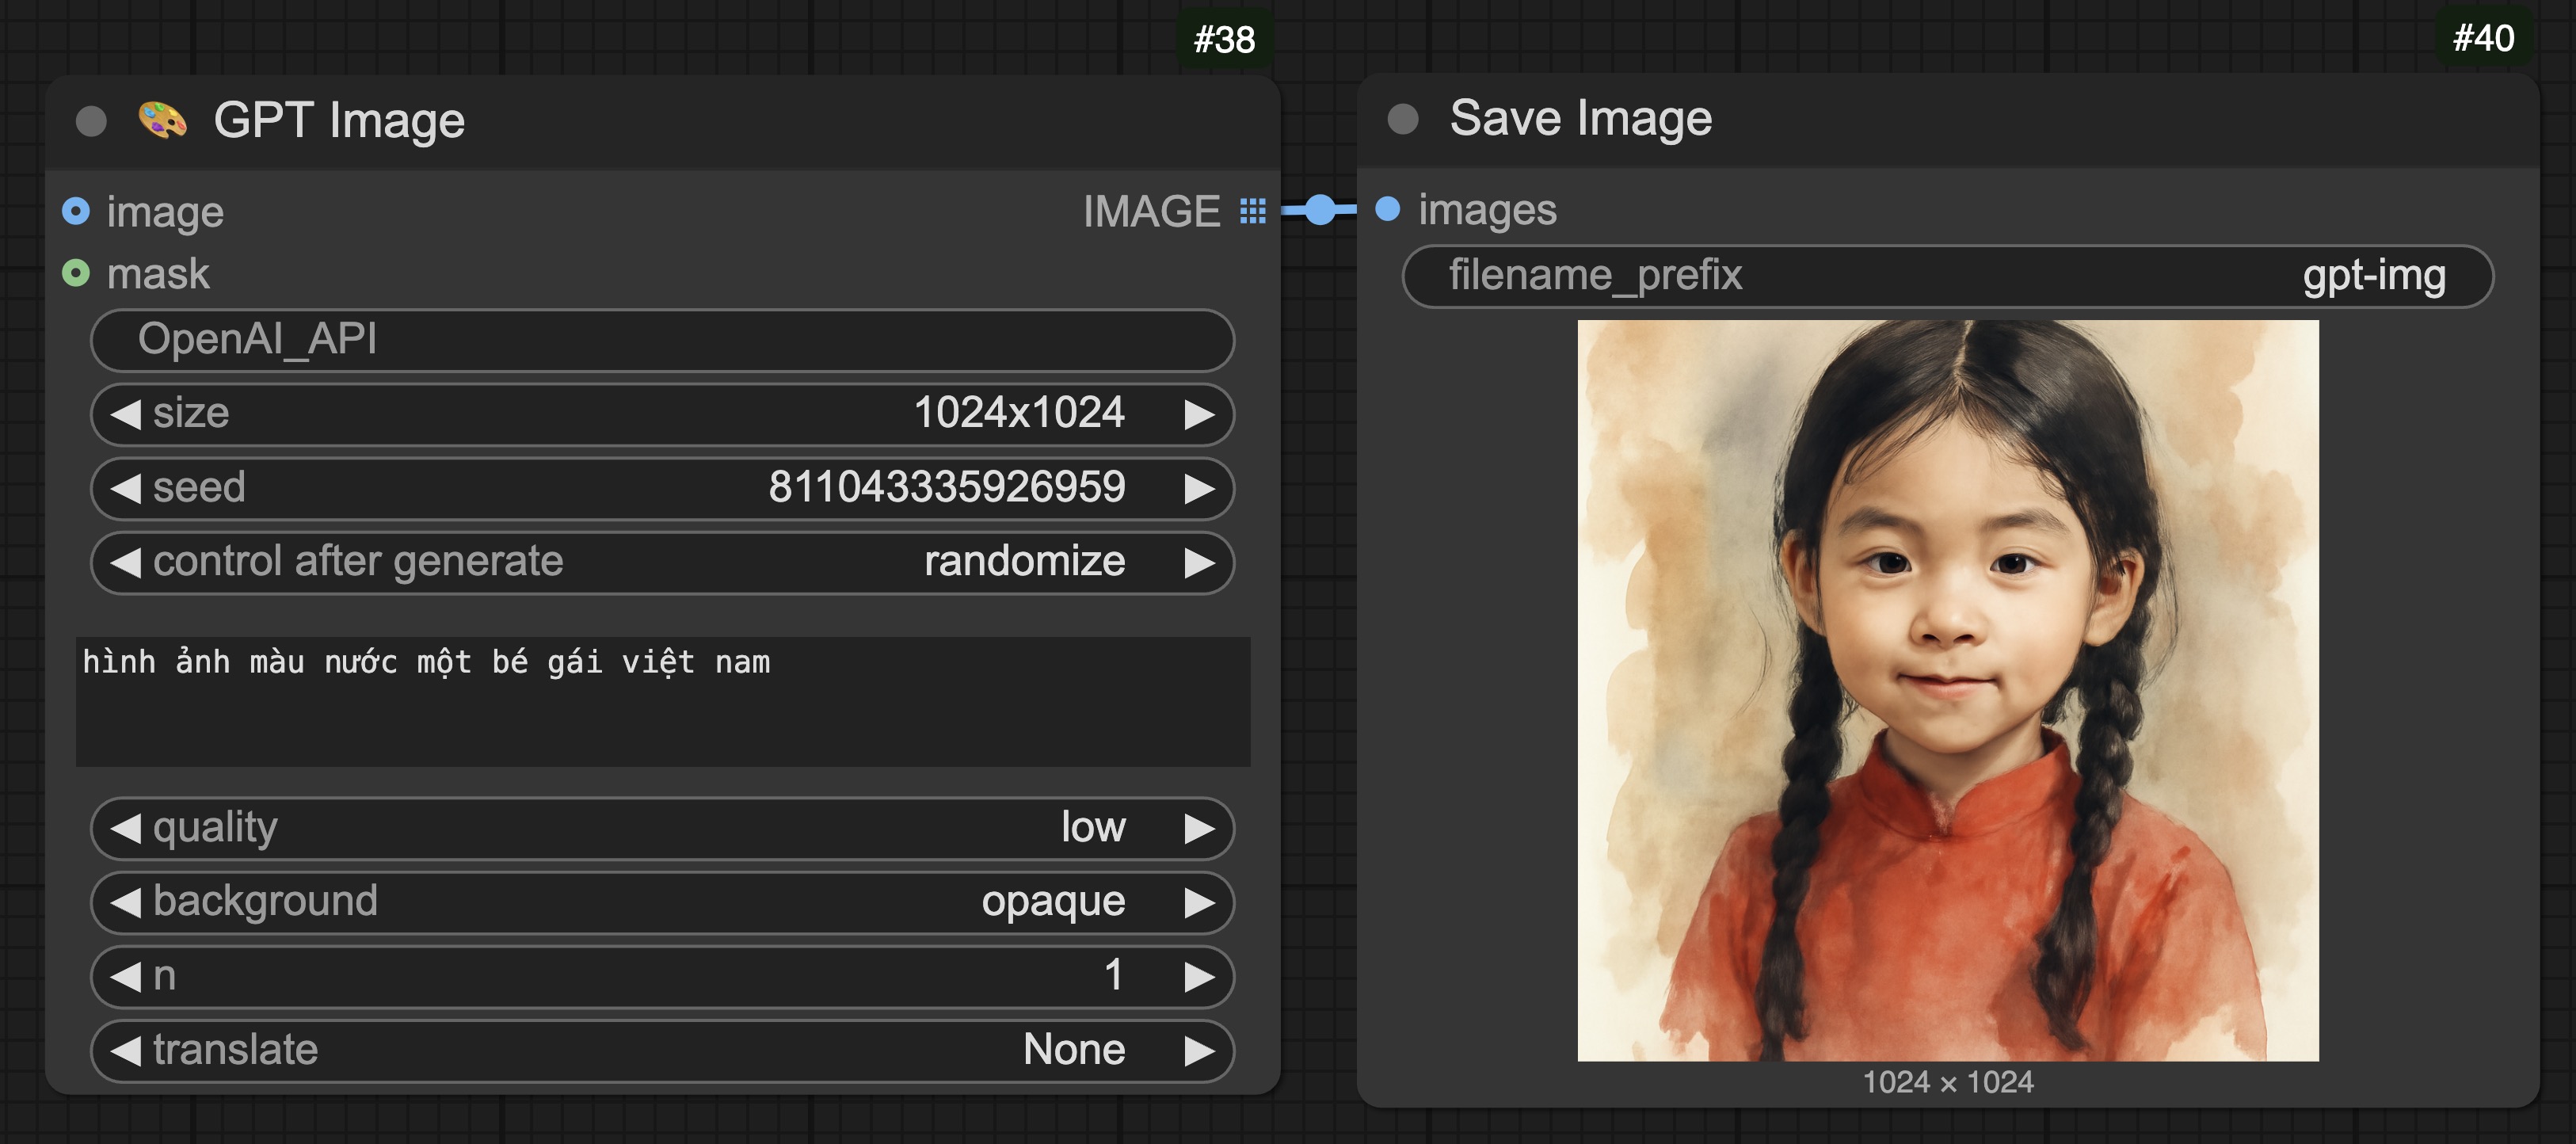 #38
GPT Image
image
IMAGE
mask
OpenAI_API
size 1024x1024
seed 811043335926959
control after generate randomize
hình ảnh màu nước một bé gái việt nam
quality low
background opaque
n 1
translate None
#40
Save Image
images
filename_prefix gpt-img
1024 × 1024